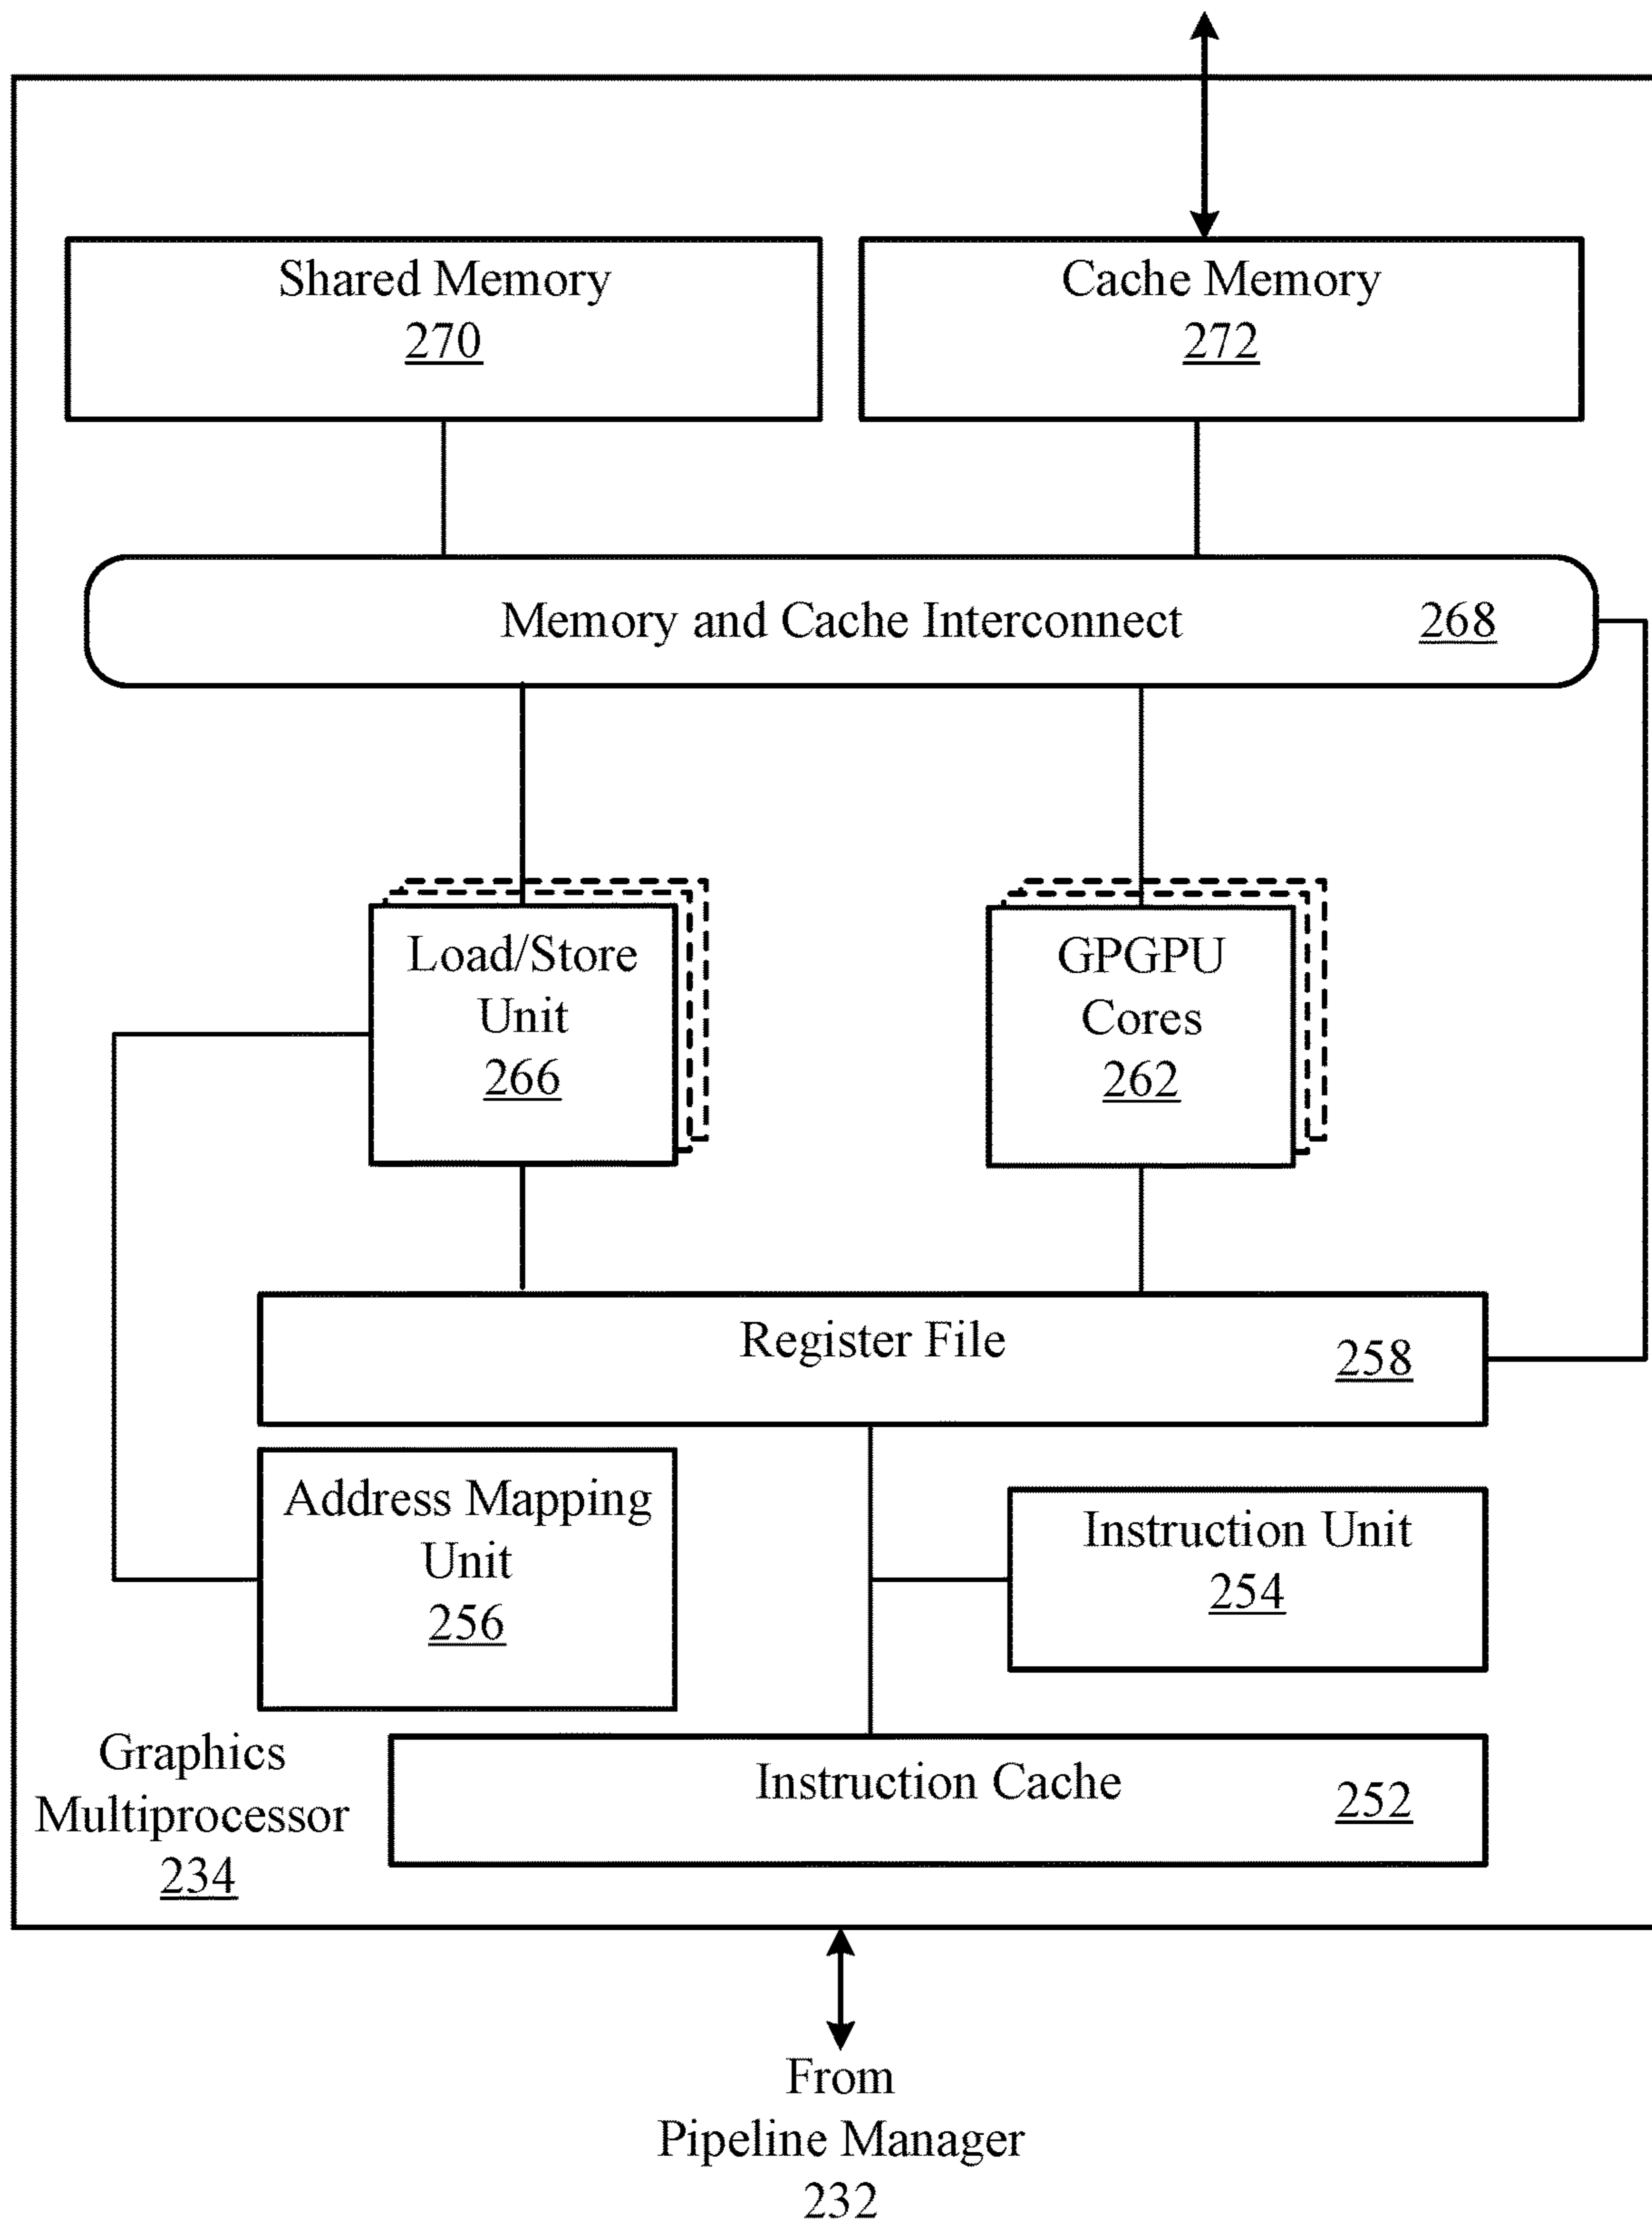 Shared Memory
270
Cache Memory
272
Memory and Cache Interconnect 268
Load/Store
Unit
266
GPGPU
Cores
262
Register File 258
Address Mapping
Unit
256
Instruction Unit
254
Graphics
Multiprocessor
234
Instruction Cache 252
From
Pipeline Manager
232